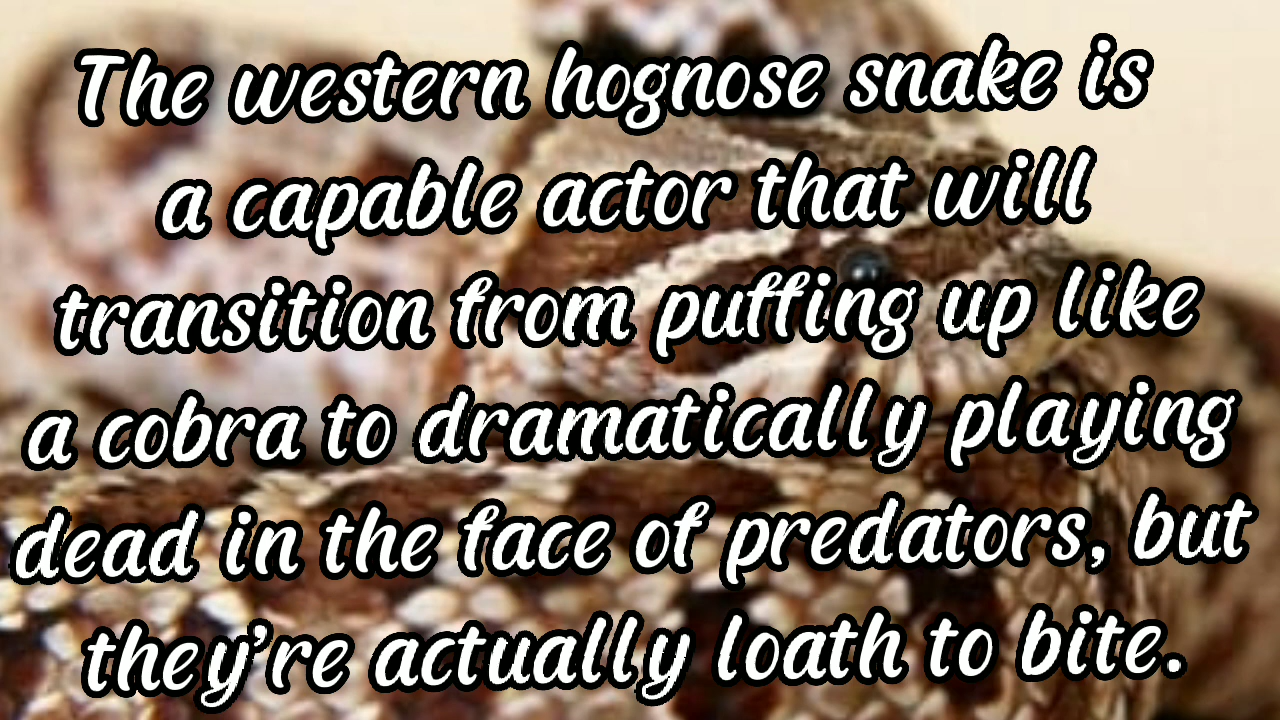 The western hognose snake is
a capable actor that will
transition from puffing up like
a cobra to dramatically playing
dead in the face of predators, but
they're actually loath to bite.